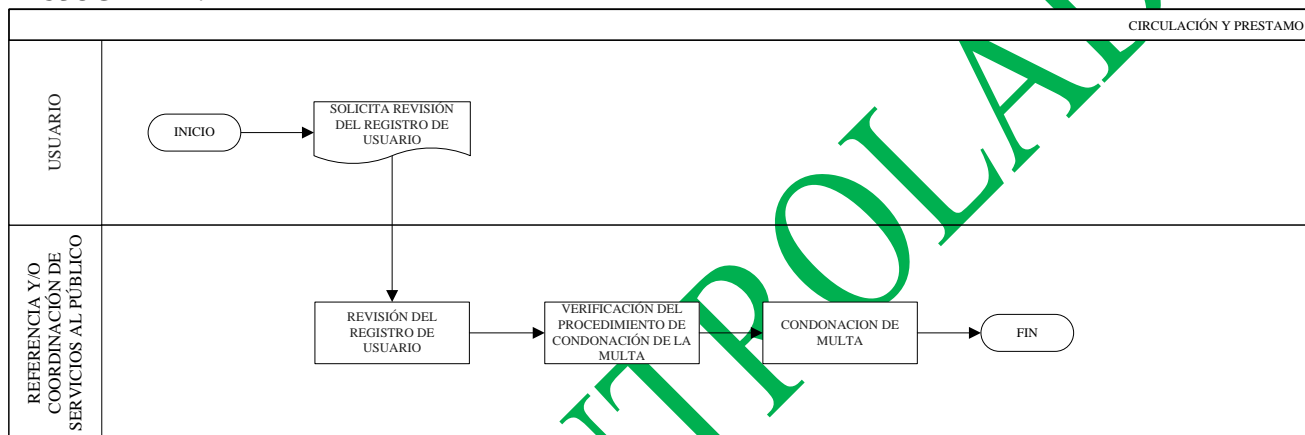 CIRCULACIÓN Y PRESTAMO
USUARIO
INICIO
SOLICITA REVISIÓN
DEL REGISTRO DE
USUARIO
REFERENCIA Y/O
COORDINACIÓN DE
SERVICIOS AL PÚBLICO
REVISIÓN DEL
REGISTRO DE
USUARIO
VERIFICACIÓN DEL
PROCEDIMIENTO DE
CONDONACIÓN DE LA
MULTA
CONDONACION DE
MULTA
FIN